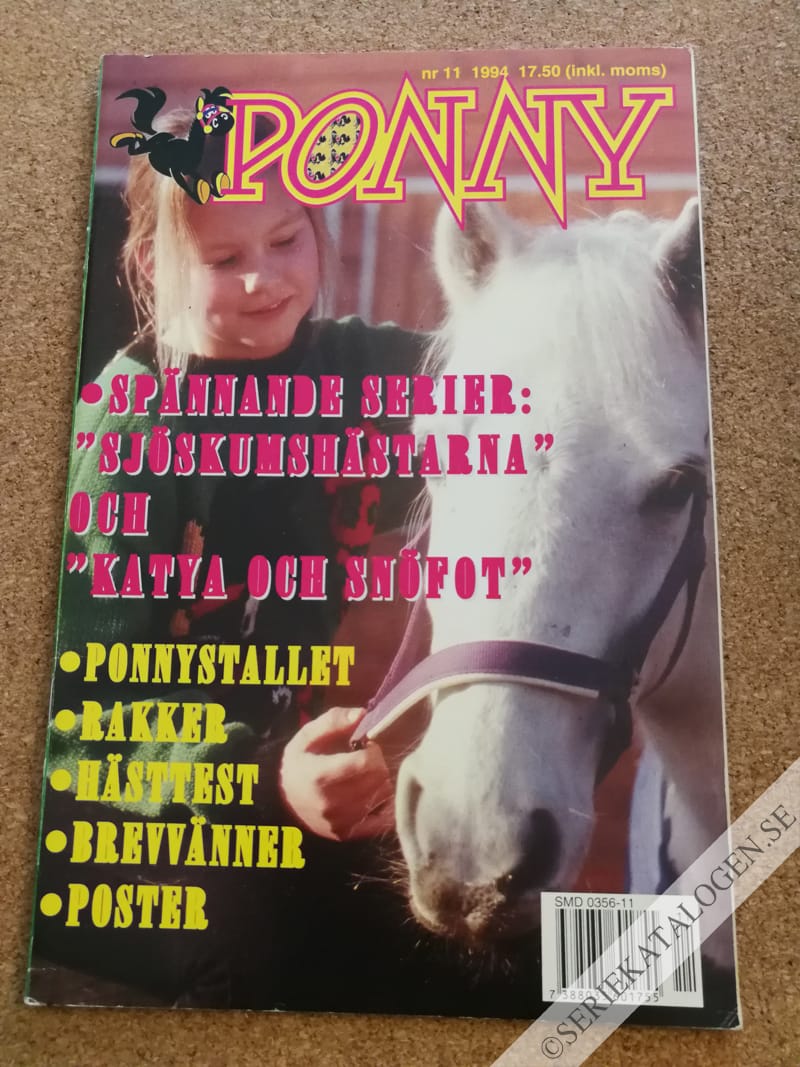 nr 11 1994 17.50 (inkl. moms)
PONNY
•SPÄNNANDE SERIER:
"SJÖSKUMSHÄSTARNA"
OCH
"KATYA OCH SNÖFOT"
•PONNYSTALLET
•RAKKER
•HÄSTTEST
•BREVVÄNNER
•POSTER
SMD 0356-11
©SERIEKATALOGEN.SE